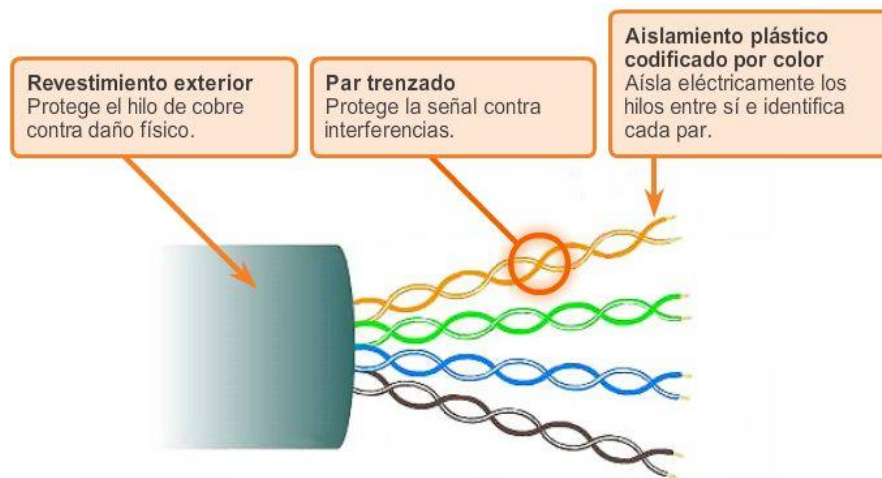 Revestimiento exterior
Protege el hilo de cobre
contra daño físico.
Par trenzado
Protege la señal contra
interferencias.
Aislamiento plástico
codificado por color
Aísla eléctricamente los
hilos entre sí e identifica
cada par.